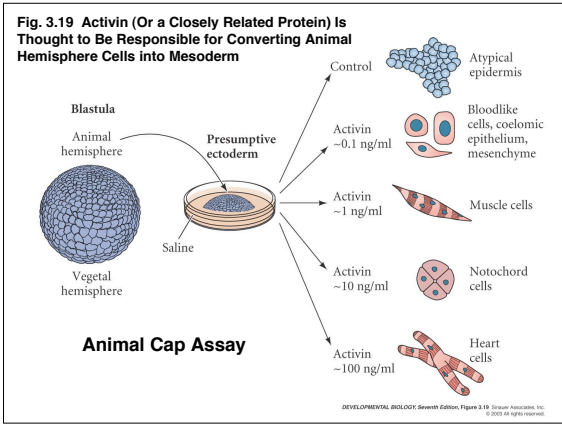 Fig. 3.19 Activin (Or a Closely Related Protein) Is
Thought to Be Responsible for Converting Animal
Hemisphere Cells into Mesoderm
Blastula
Animal
hemisphere
Vegetal
hemisphere
Presumptive
ectoderm
Saline
Control
Atypical
epidermis
Activin
~0.1 ng/ml
Bloodlike
cells, coelomic
epithelium,
mesenchyme
Activin
~1 ng/ml
Muscle cells
Activin
~10 ng/ml
Notochord
cells
Activin
~100 ng/ml
Heart
cells
Animal Cap Assay
DEVELOPMENTAL BIOLOGY, Seventh Edition, Figure 3.19 Sinauer Associates, Inc.
© 2003 All rights reserved.